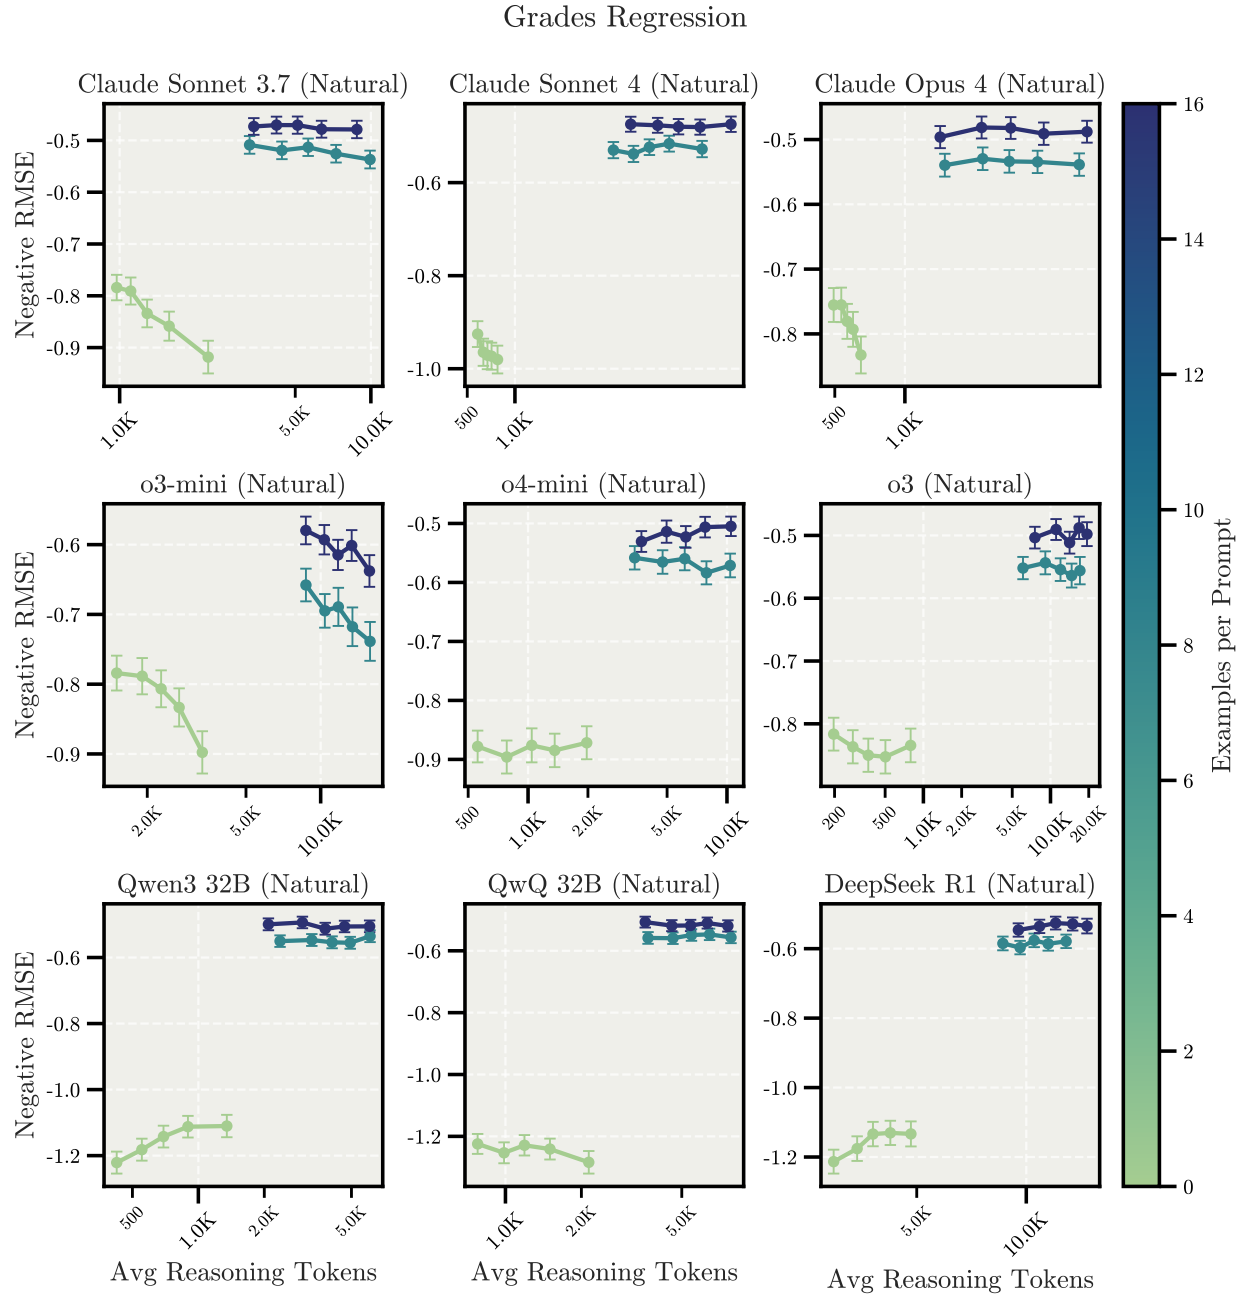 Grades Regression
Claude Sonnet 3.7 (Natural)
Claude Sonnet 4 (Natural)
Claude Opus 4 (Natural)
Negative RMSE
-0.5
-0.6
-0.7
-0.8
-0.9
1.0K
5.0K
10.0K
-0.6
-0.8
-1.0
500
1.0K
-0.5
-0.6
-0.7
-0.8
500
1.0K
o3-mini (Natural)
o4-mini (Natural)
o3 (Natural)
Negative RMSE
-0.6
-0.7
-0.8
-0.9
2.0K
5.0K
10.0K
-0.5
-0.6
-0.7
-0.8
-0.9
500
1.0K
2.0K
5.0K
10.0K
-0.5
-0.6
-0.7
-0.8
200
500
1.0K
2.0K
5.0K
10.0K
20.0K
Qwen3 32B (Natural)
QwQ 32B (Natural)
DeepSeek R1 (Natural)
Negative RMSE
-0.6
-0.8
-1.0
-1.2
500
1.0K
2.0K
5.0K
-0.6
-0.8
-1.0
-1.2
1.0K
2.0K
5.0K
-0.6
-0.8
-1.0
-1.2
5.0K
10.0K
Avg Reasoning Tokens
Avg Reasoning Tokens
Avg Reasoning Tokens
16
14
12
10
8
6
4
2
0
Examples per Prompt